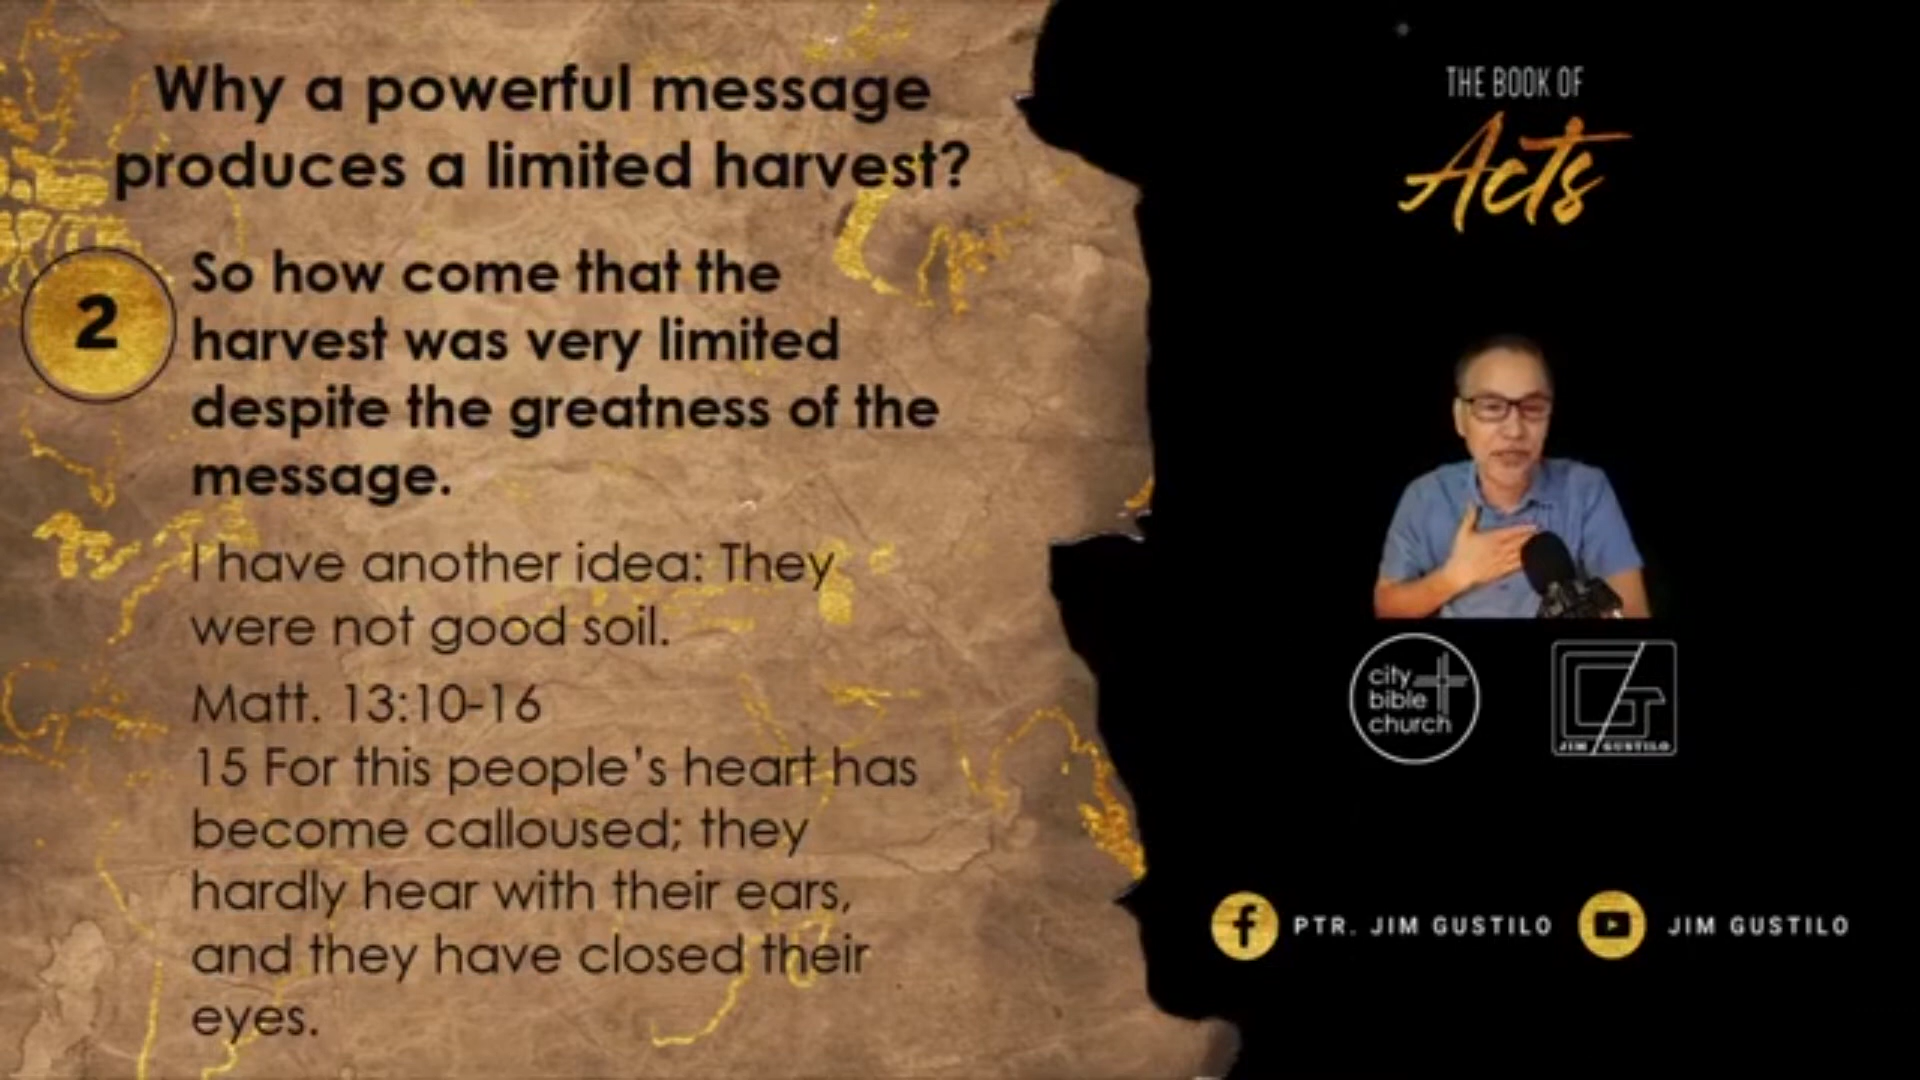 Why a powerful message
produces a limited harvest?
2
So how come that the
harvest was very limited
despite the greatness of the
message.
I have another idea: They
were not good soil.
Matt. 13:10-16
15 For this people's heart has
become calloused; they
hardly hear with their ears,
and they have closed their
eyes.
THE BOOK OF
Acts
city
bible
church
JIM GUSTILO
PTR. JIM GUSTILO
JIM GUSTILO